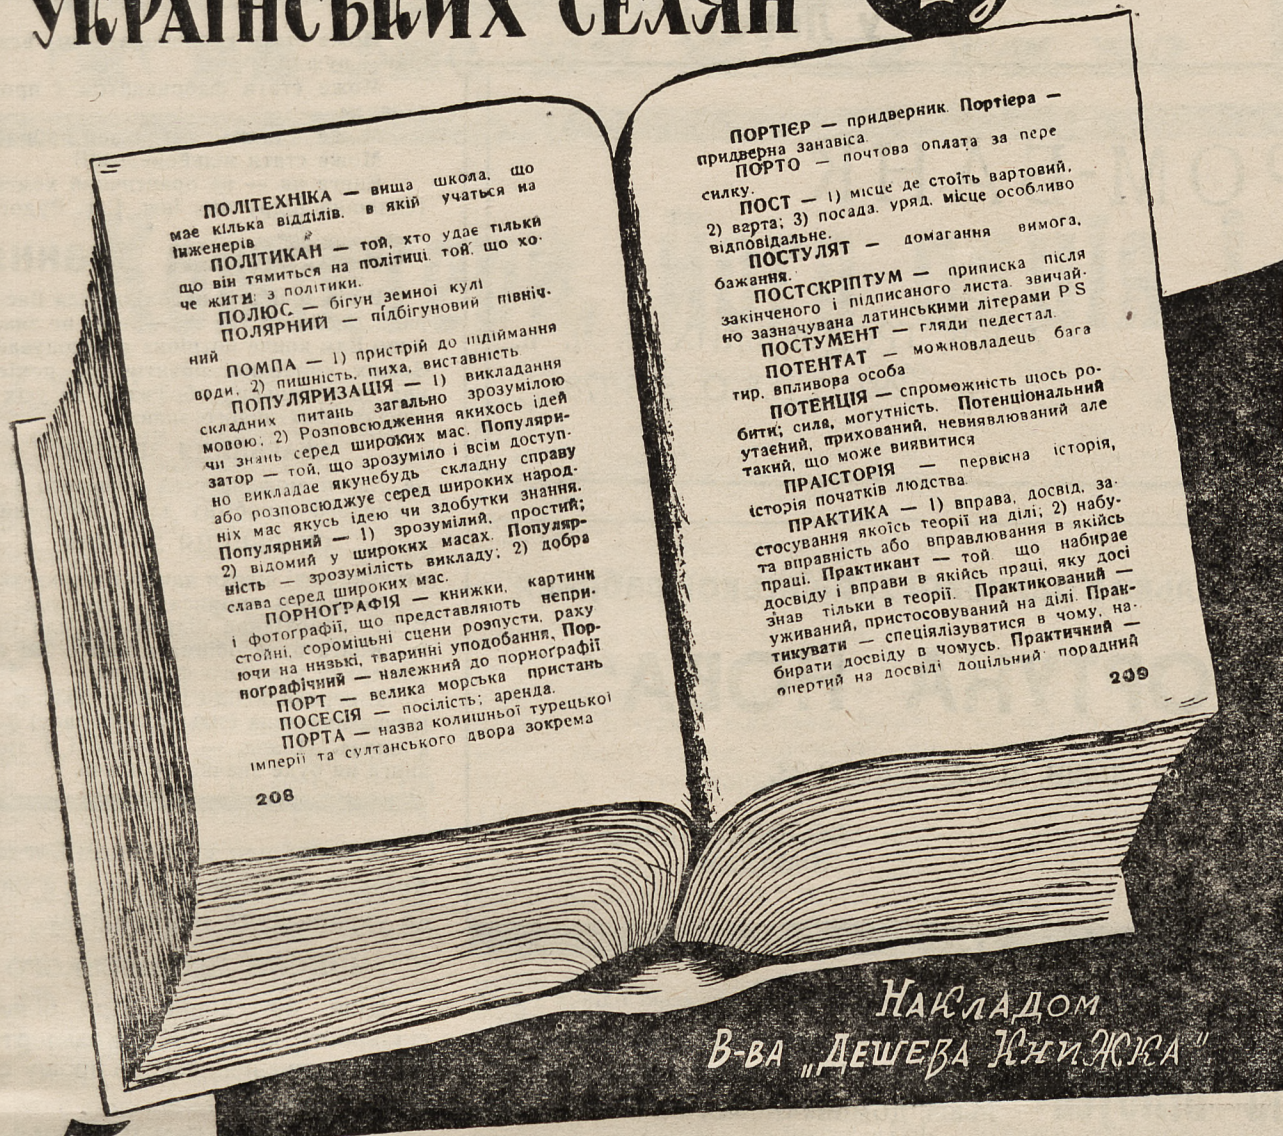 УКРАЇНСЬКИХ СЕЛЯН
ПОЛІТЕХНІКА — вища школа, що
має кілька відділів, в якій учаться на
інженерів
ПОЛІТИКАН — той, хто удає тільки
що він тямиться на політиці, той, що хо-
че жити з політики.
ПОЛЮС — бігун земної кулі
ПОЛЯРНИЙ — підбігуновий північ-
ний
ПОМПА — 1) пристрій до підіймання
води, 2) пишність, пиха, виставність
ПОПУЛЯРИЗАЦІЯ — 1) викладання
складних питань загально зрозумілою
мовою; 2) Розповсюдження якихось ідей
чи знань серед широких мас. Популяри-
затор — той, що зрозуміло і всім доступ-
но викладає якунебудь складну справу
або розповсюджує серед широких народ-
ніх мас якусь ідею чи здобутки знання.
Популярний — 1) зрозумілий, простий;
2) відомий у широких масах. Популяр-
ність — зрозумілість викладу; 2) добра
слава серед широких мас.
ПОРНОҐРАФІЯ — книжки, картини
і фотографії, що представляють непри-
стойні, сороміцькі сцени розпусти, раху
ючи на низькі, тваринні уподобання, Пор-
ноґрафічний — належний до порноґрафії
ПОРТ — велика морська пристань
ПОСЕСІЯ — посілість; аренда.
ПОРТА — назва колишньої турецької
імперії та султанського двора зокрема
208
ПОРТІЄР — придверник. Портієра —
придверна занавіса.
ПОРТО — почтова оплата за пере
силку.
ПОСТ — 1) місце де стоїть вартовий,
2) варта; 3) посада, уряд, місце особливо
відповідальне.
ПОСТУЛЯТ — домагання вимога,
бажання.
ПОСТСКРІПТУМ — приписка після
закінченого і підписаного листа. звичай-
но зазначувана латинськими літерами P S
ПОСТУМЕНТ — гляди педестал.
ПОТЕНТАТ — можновладець бага
тир, впливора особа
ПОТЕНЦІЯ — спроможність щось ро-
бити; сила, могутність. Потенціональний
утаєний, прихований, невиявлюваний але
такий, що може виявитися
ПРАІСТОРІЯ — первісна історія,
історія початків людства
ПРАКТИКА — 1) вправа, досвід, за-
стосування якоїсь теорії на ділі; 2) набу-
та вправність або вправлювання в якійсь
праці. Практикант — той, що набирає
досвіду і вправи в якійсь праці, яку досі
знав тільки в теорії. Практикований —
уживаний, пристосовуваний на ділі. Прак-
тикувати — спеціялізуватися в чому, на-
бирати досвіду в чомусь. Практичний —
опертий на досвіді доцільний порадний
209
НАКЛАДОМ
В-ВА „ДЕШЕВА КНИЖКА"